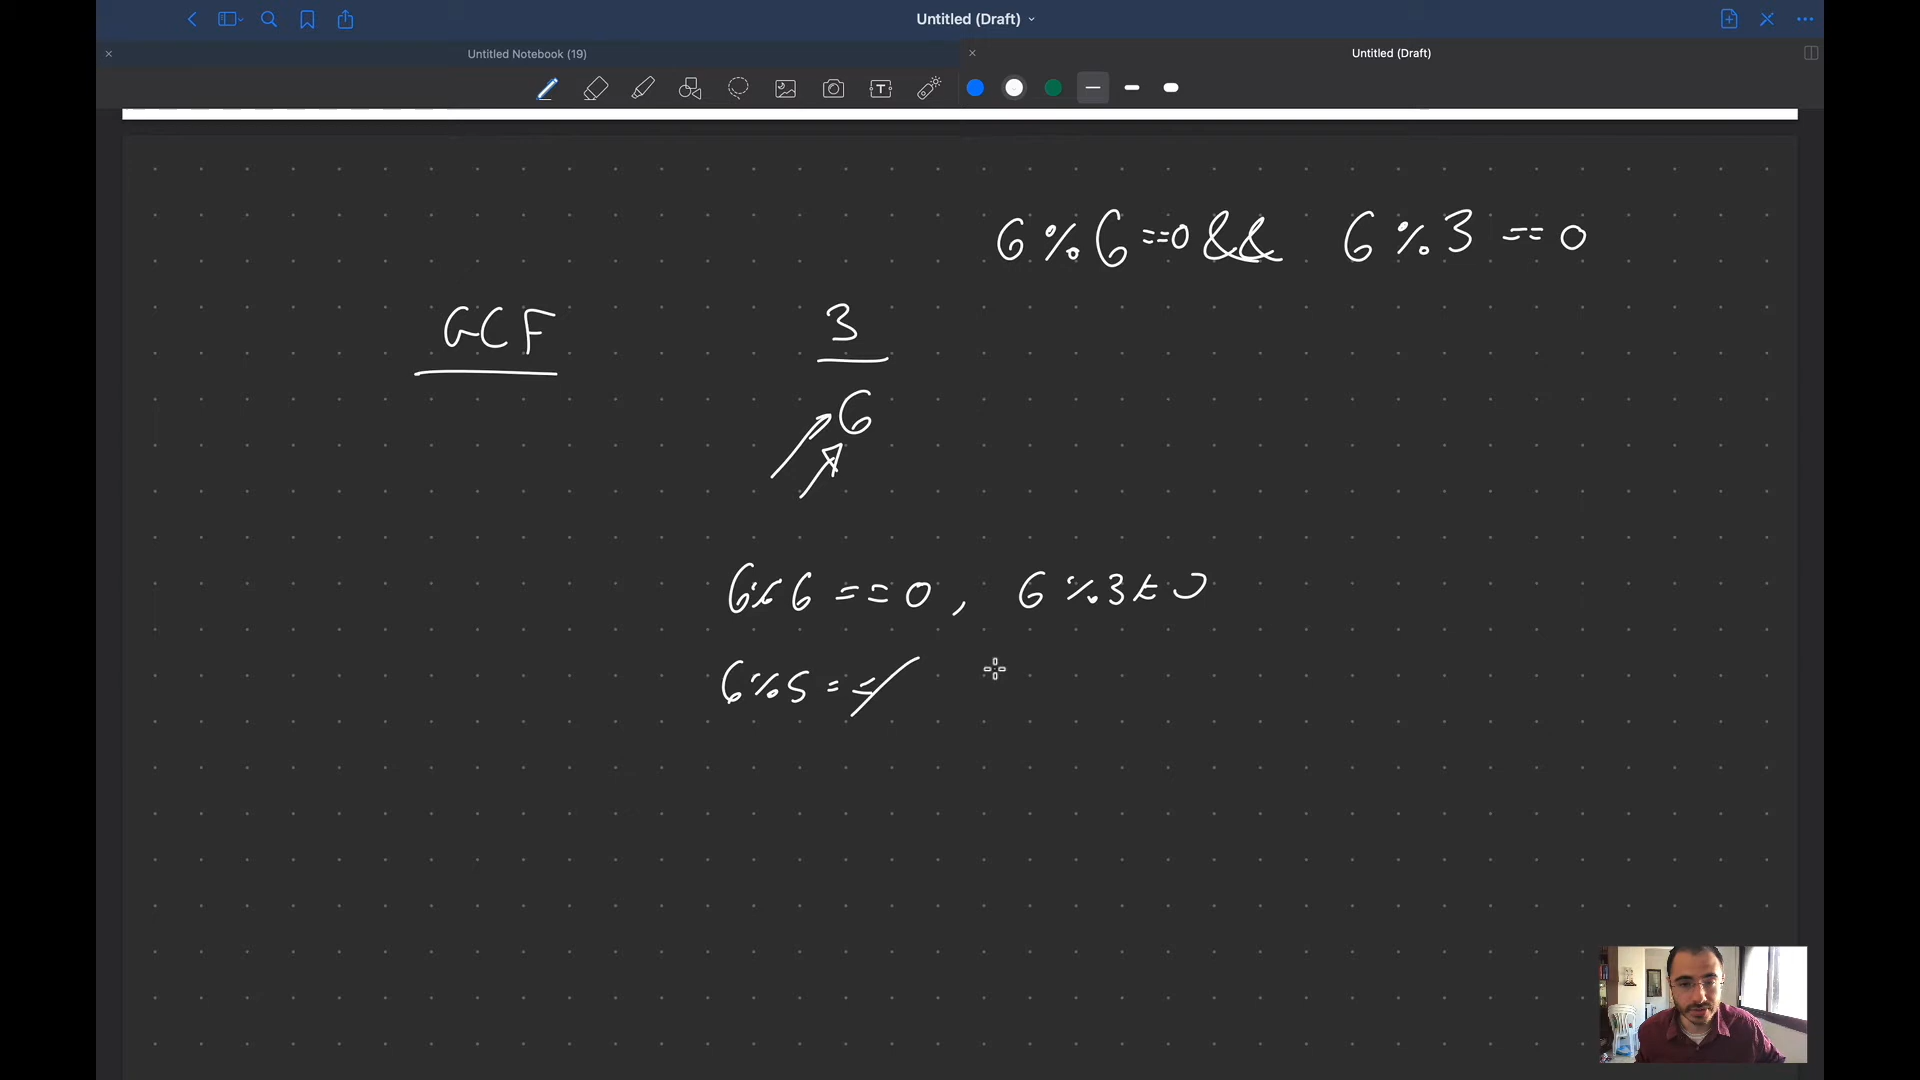 Untitled (Draft)
Untitled Notebook (19)
Untitled (Draft)
T
6 % 6 ==0 && 6 % 3 == 0
GCF
3
6
6%6 == 0, 6 %3
6%5 ==